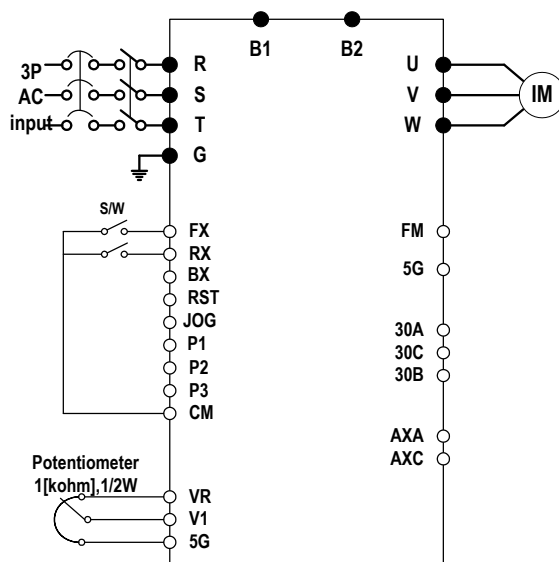 B1
B2
3P
AC
input
R
S
T
G
U
V
W
IM
S/W
FX
RX
BX
RST
JOG
P1
P2
P3
CM
FM
5G
30A
30C
30B
AXA
AXC
Potentiometer
1[kohm],1/2W
VR
V1
5G